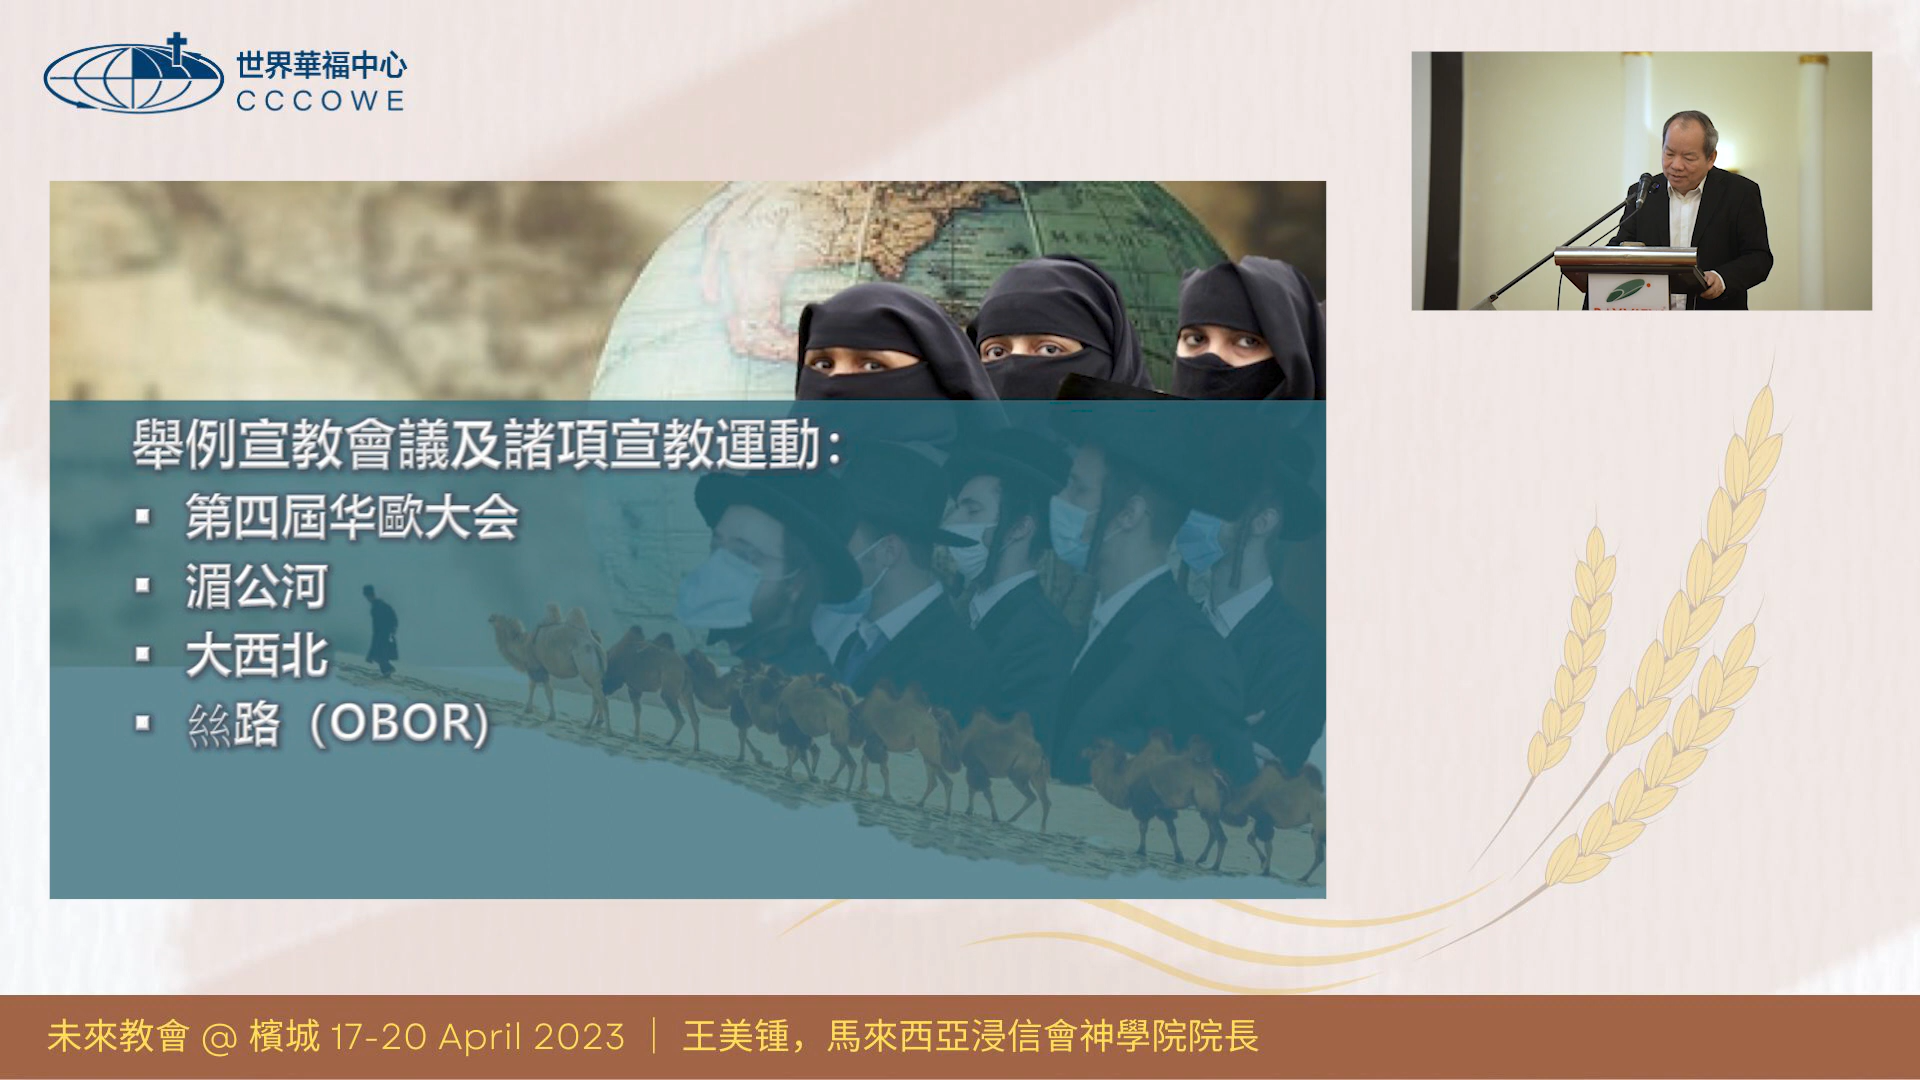 世界華福中心
CCCOWE
舉例宣教會議及諸項宣教運動：
▪ 第四屆华歐大会
▪ 湄公河
▪ 大西北
▪ 絲路（OBOR）
未來教會 @ 檳城 17-20 April 2023 | 王美锺，馬來西亞浸信會神學院院長